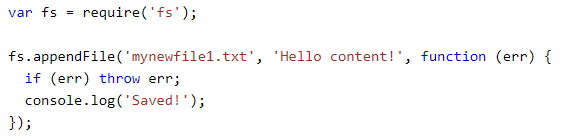 var fs = require('fs');

fs.appendFile('mynewfile1.txt', 'Hello content!', function (err) {
  if (err) throw err;
  console.log('Saved!');
});